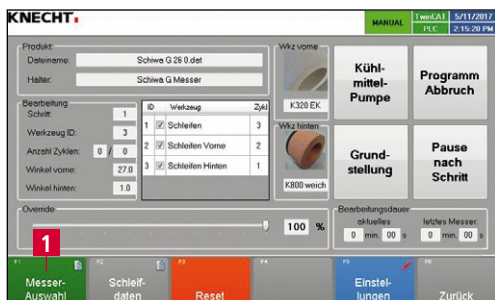 KNECHT.
MANUAL
TwinCAT
PLC
5/11/2017
2:15:20 PM
Produkt:
Dateiname: Schiwa G 26 0.dat
Halter: Schiwa G Messer
Bearbeitung
Schritt: 1
Werkzeug ID: 3
Anzahl Zyklen: 0 / 0
Winkel vorne: 27.0
Winkel hinten: 1.0
ID Werkzeug Zykl
1 Schleifen 3
2 Schleifen Vorne 2
3 Schleifen Hinten 1
Wkz vorne
K320 EK
Wkz hinten
K800 weich
Kühl-
mittel-
Pumpe
Programm
Abbruch
Grund-
stellung
Pause
nach
Schritt
Override
100 %
Bearbeitungsdauer
aktuelles letztes Messer:
0 min. 00 s 0 min. 00 s
1
F1
Messer-
Auswahl
F2
Schleif-
daten
F3
Reset
F4
F5
Einstel-
lungen
F6
Zurück